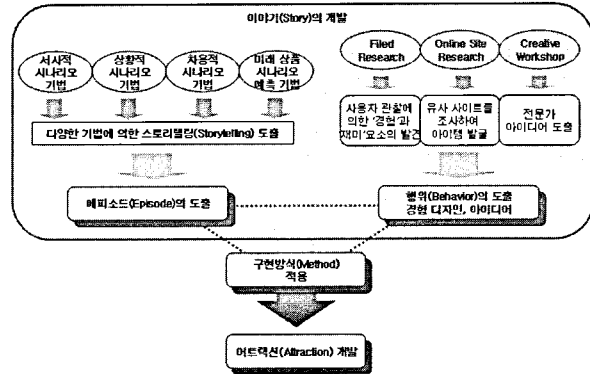 이야기(Story)의 개발
서사적
시나리오
기법
상황적
시나리오
기법
차용적
시나리오
기법
미래 상품
시나리오
예측 기법
Filed
Research
Online Site
Research
Creative
Workshop
다양한 기법에 의한 스토리텔링(Storytelling) 도출
사용자 관찰에
의한 '경험'과
'재미'요소의 발견
유사 사이트를
조사하여
아이템 발굴
전문가
아이디어 도출
에피소드(Episode)의 도출
행위(Behavior)의 도출
경험 디자인, 아이디어
구현방식(Method)
적용
어트랙션(Attraction) 개발